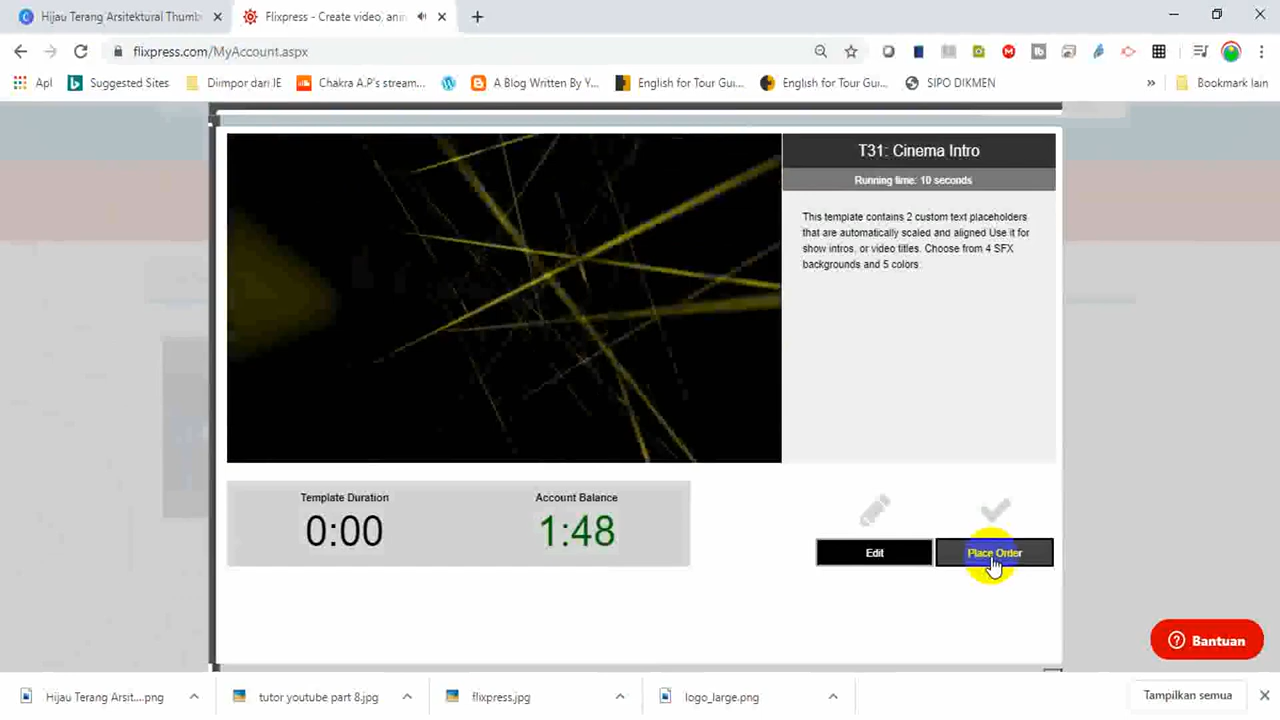 Hijau Terang Arsitektural Thumb
Flixpress - Create video, anim
flixpress.com/MyAccount.aspx
Apl
Suggested Sites
Diimpor dari IE
Chakra A.P's stream...
A Blog Written By Y...
English for Tour Gu...
English for Tour Gui...
SIPO DIKMEN
»
Bookmark lain
T31: Cinema Intro
Running time: 10 seconds
This template contains 2 custom text placeholders
that are automatically scaled and aligned Use it for
show intros, or video titles. Choose from 4 SFX
backgrounds and 5 colors.
Template Duration
Account Balance
0:00
1:48
Edit
Place Order
Bantuan
Hijau Terang Arsit....png
tutor youtube part 8.jpg
flixpress.jpg
logo_large.png
Tampilkan semua